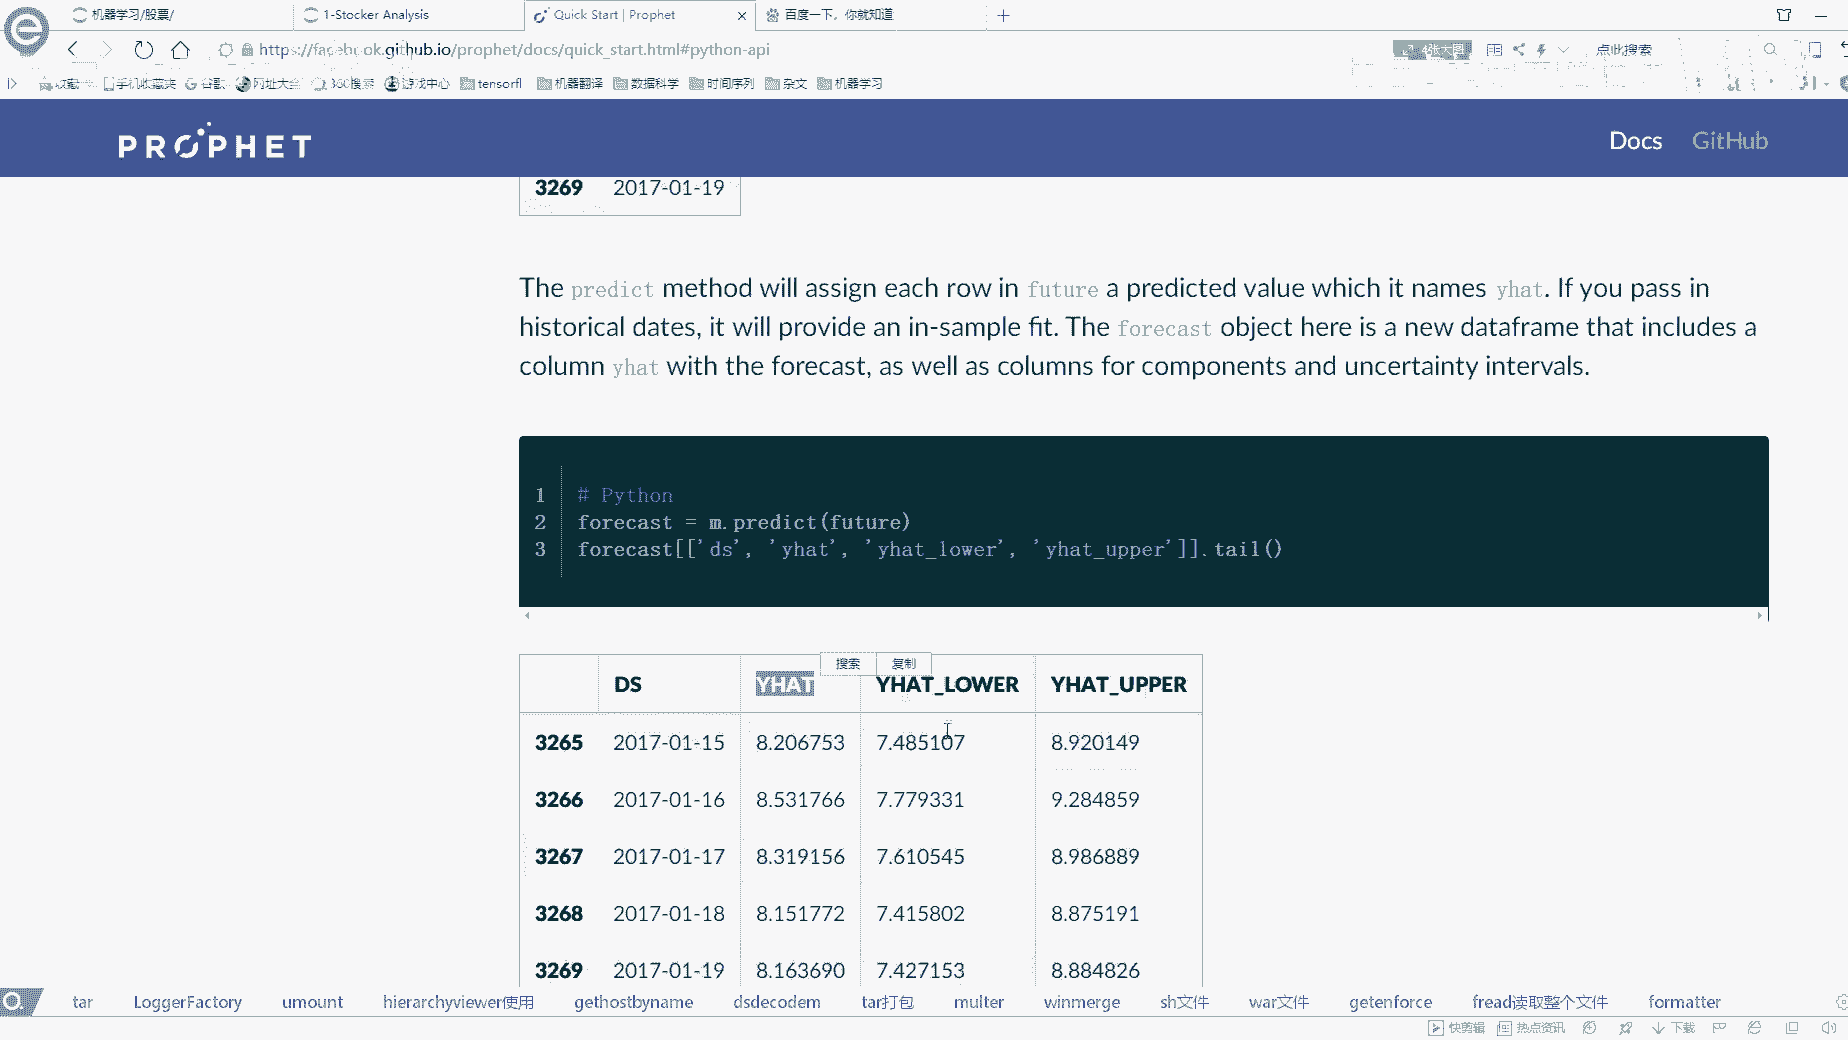 机器学习/股票/
1-Stocker Analysis
Quick Start | Prophet
百度一下，你就知道
https://facebook.github.io/prophet/docs/quick_start.html#python-api
4张大图
点此搜索
收藏
手机收藏夹
谷歌
网址大全
360搜索
游戏中心
tensorfl
机器翻译
数据科学
时间序列
杂文
机器学习
PROPHET
Docs
GitHub
3269 2017-01-19
The predict method will assign each row in future a predicted value which it names yhat. If you pass in
historical dates, it will provide an in-sample fit. The forecast object here is a new dataframe that includes a
column yhat with the forecast, as well as columns for components and uncertainty intervals.
1 # Python
2 forecast = m.predict(future)
3 forecast[['ds', 'yhat', 'yhat_lower', 'yhat_upper']].tail()
搜索
复制
DS YHAT YHAT_LOWER YHAT_UPPER
3265 2017-01-15 8.206753 7.485107 8.920149
3266 2017-01-16 8.531766 7.779331 9.284859
3267 2017-01-17 8.319156 7.610545 8.986889
3268 2017-01-18 8.151772 7.415802 8.875191
3269 2017-01-19 8.163690 7.427153 8.884826
tar
LoggerFactory
umount
hierarchyviewer使用
gethostbyname
dsdecodem
tar打包
multer
winmerge
sh文件
war文件
getenforce
fread读取整个文件
formatter
快剪辑
热点资讯
下载